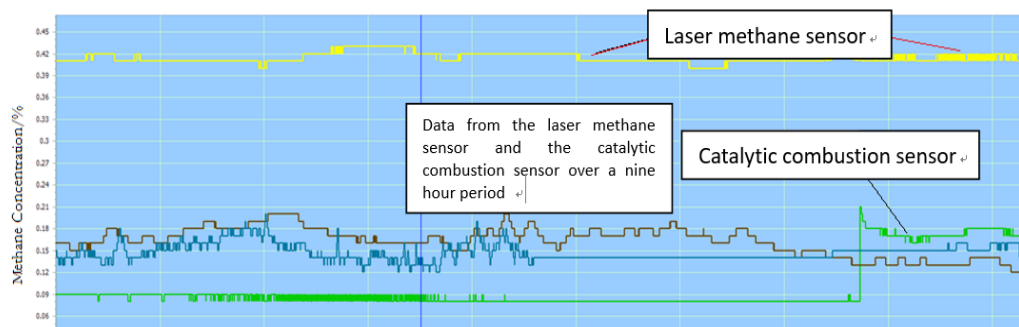 0.45
Laser methane sensor
0.42
0.39
0.36
0.33
0.3
Data from the laser methane
sensor and the catalytic
combustion sensor over a nine
hour period
0.27
Catalytic combustion sensor
0.24
0.21
0.18
0.15
0.12
0.09
0.06
Methane Concentration/%